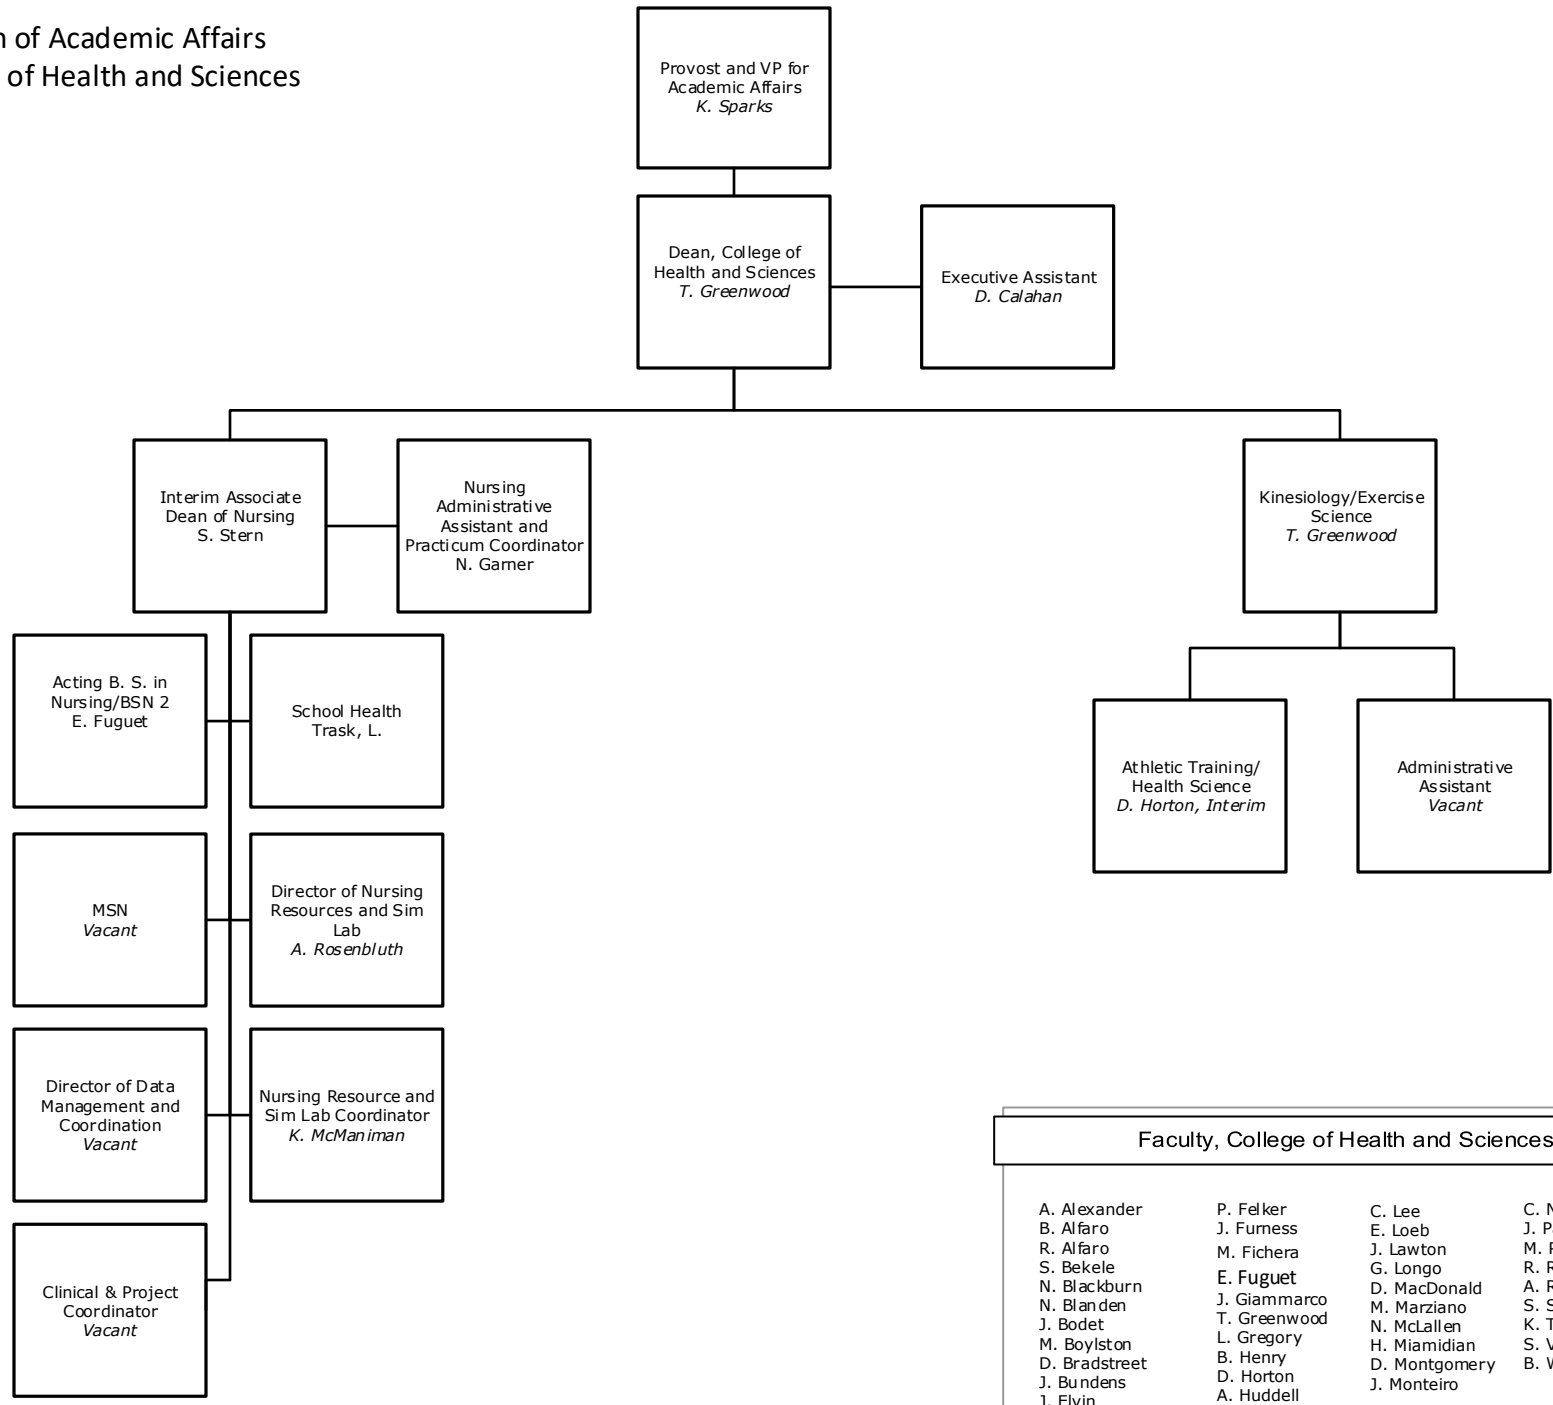 of Academic Affairs
of Health and Sciences
Provost and VP for
Academic Affairs
K. Sparks
Dean, College of
Health and Sciences
T. Greenwood
Executive Assistant
D. Calahan
Interim Associate
Dean of Nursing
S. Stern
Nursing
Administrative
Assistant and
Practicum Coordinator
N. Garner
Kinesiology/Exercise
Science
T. Greenwood
Acting B. S. in
Nursing/BSN 2
E. Fuguet
School Health
Trask, L.
Athletic Training/
Health Science
D. Horton, Interim
Administrative
Assistant
Vacant
MSN
Vacant
Director of Nursing
Resources and Sim
Lab
A. Rosenbluth
Director of Data
Management and
Coordination
Vacant
Nursing Resource and
Sim Lab Coordinator
K. McManiman
Clinical & Project
Coordinator
Vacant
Faculty, College of Health and Sciences
A. Alexander
B. Alfaro
R. Alfaro
S. Bekele
N. Blackburn
N. Blanden
J. Bodet
M. Boylston
D. Bradstreet
J. Bundens
J. Elvin
P. Felker
J. Furness
M. Fichera
E. Fuguet
J. Giammarco
T. Greenwood
L. Gregory
B. Henry
D. Horton
A. Huddell
C. Lee
E. Loeb
J. Lawton
G. Longo
D. MacDonald
M. Marziano
N. McLallen
H. Miamidian
D. Montgomery
J. Monteiro
C.
J.
M.
R.
A.
S.
K.
S.
B.